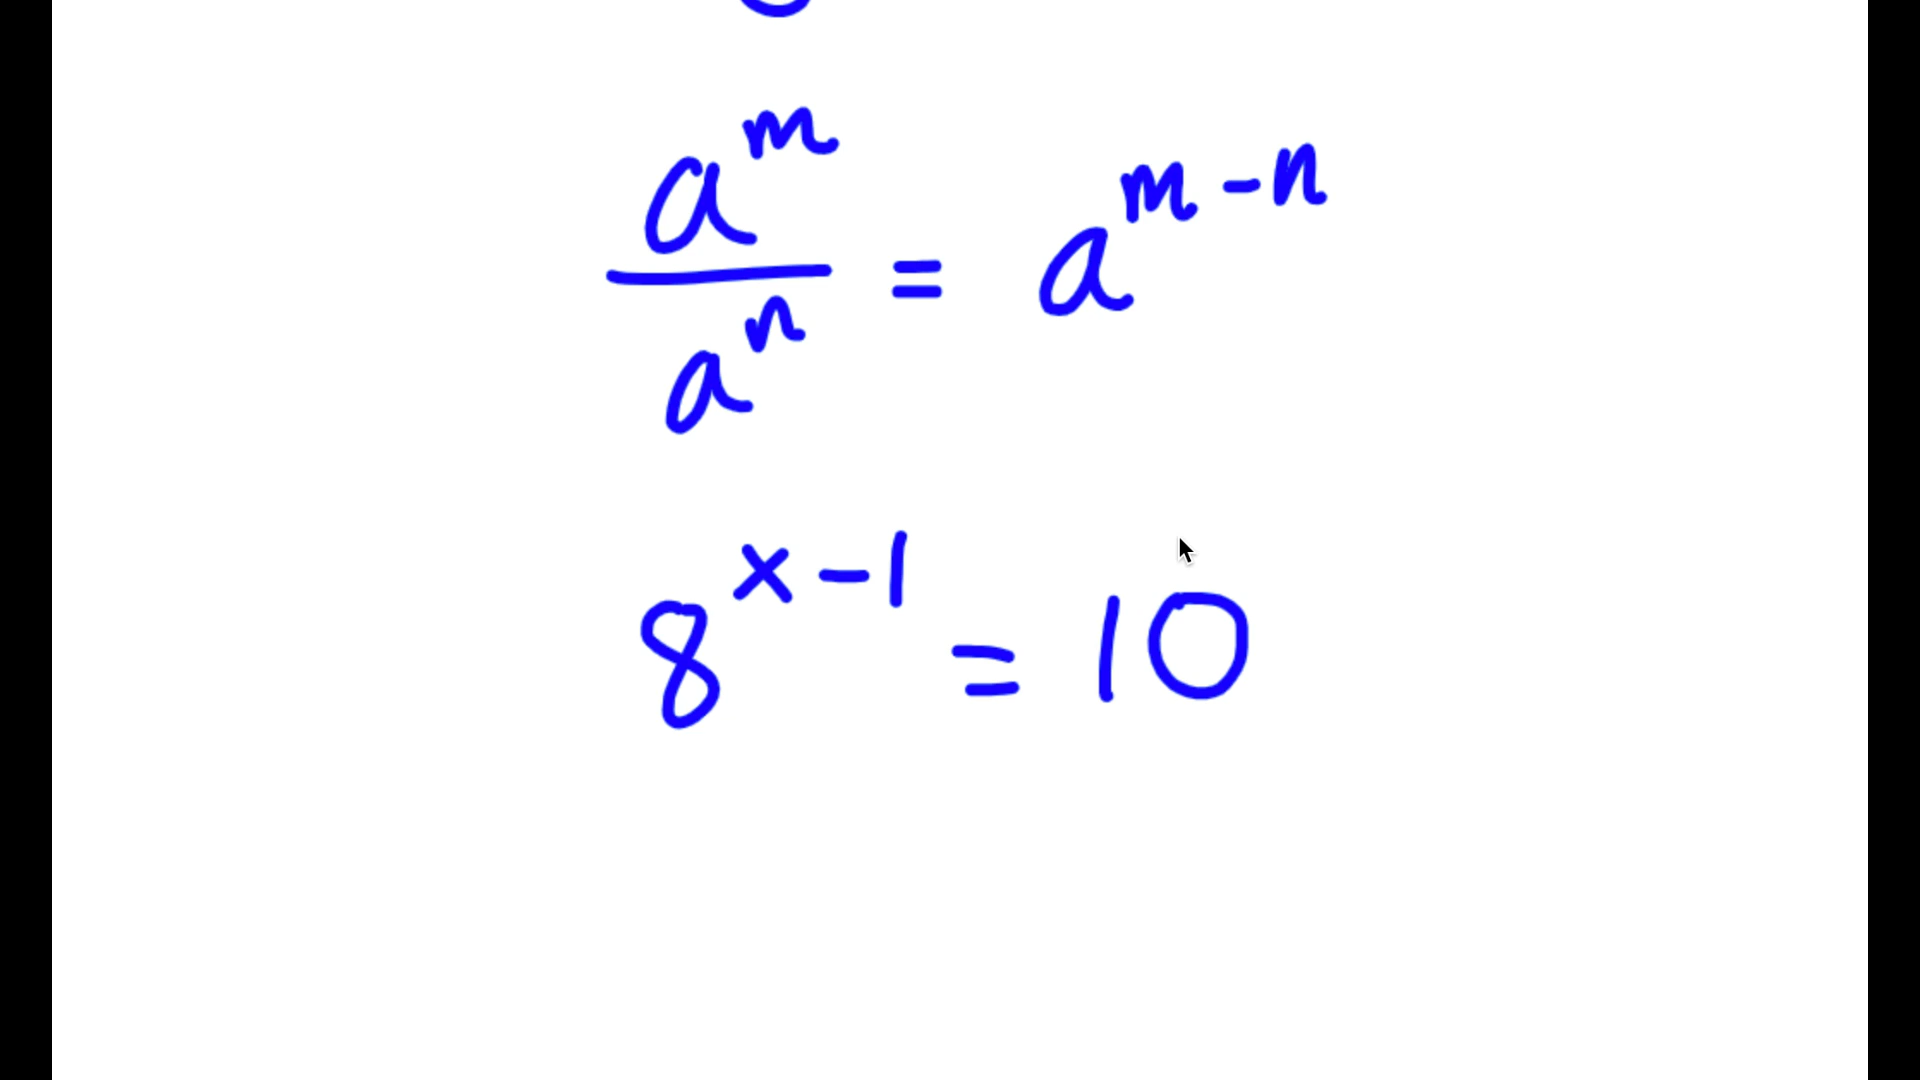 a^m / a^n = a^{m-n}
8^{x-1} = 10